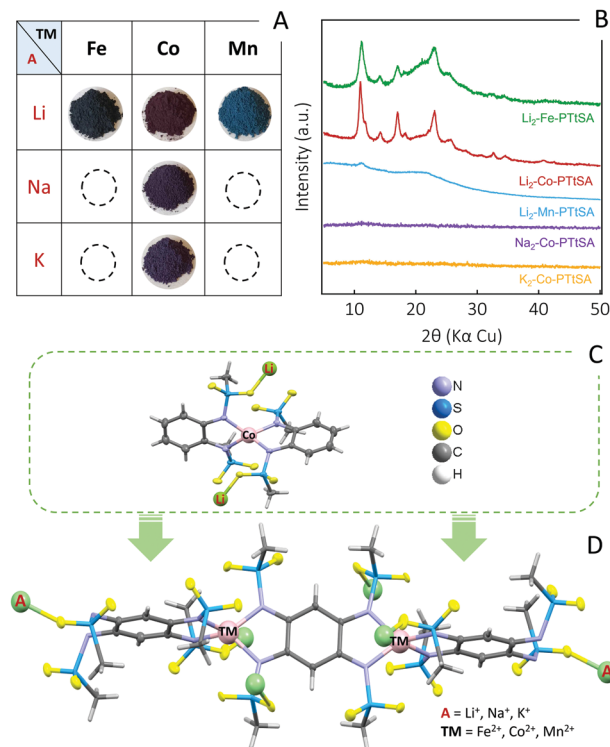 A
TM
A
Fe
Co
Mn
Li
Na
K
B
Intensity (a.u.)
Li₂-Fe-PTtSA
Li₂-Co-PTtSA
Li₂-Mn-PTtSA
Na₂-Co-PTtSA
K₂-Co-PTtSA
10 20 30 40 50
2θ (Kα Cu)
C
Li
Co
Li
N
S
O
C
H
D
A
TM
TM
A
A = Li⁺, Na⁺, K⁺
TM = Fe²⁺, Co²⁺, Mn²⁺